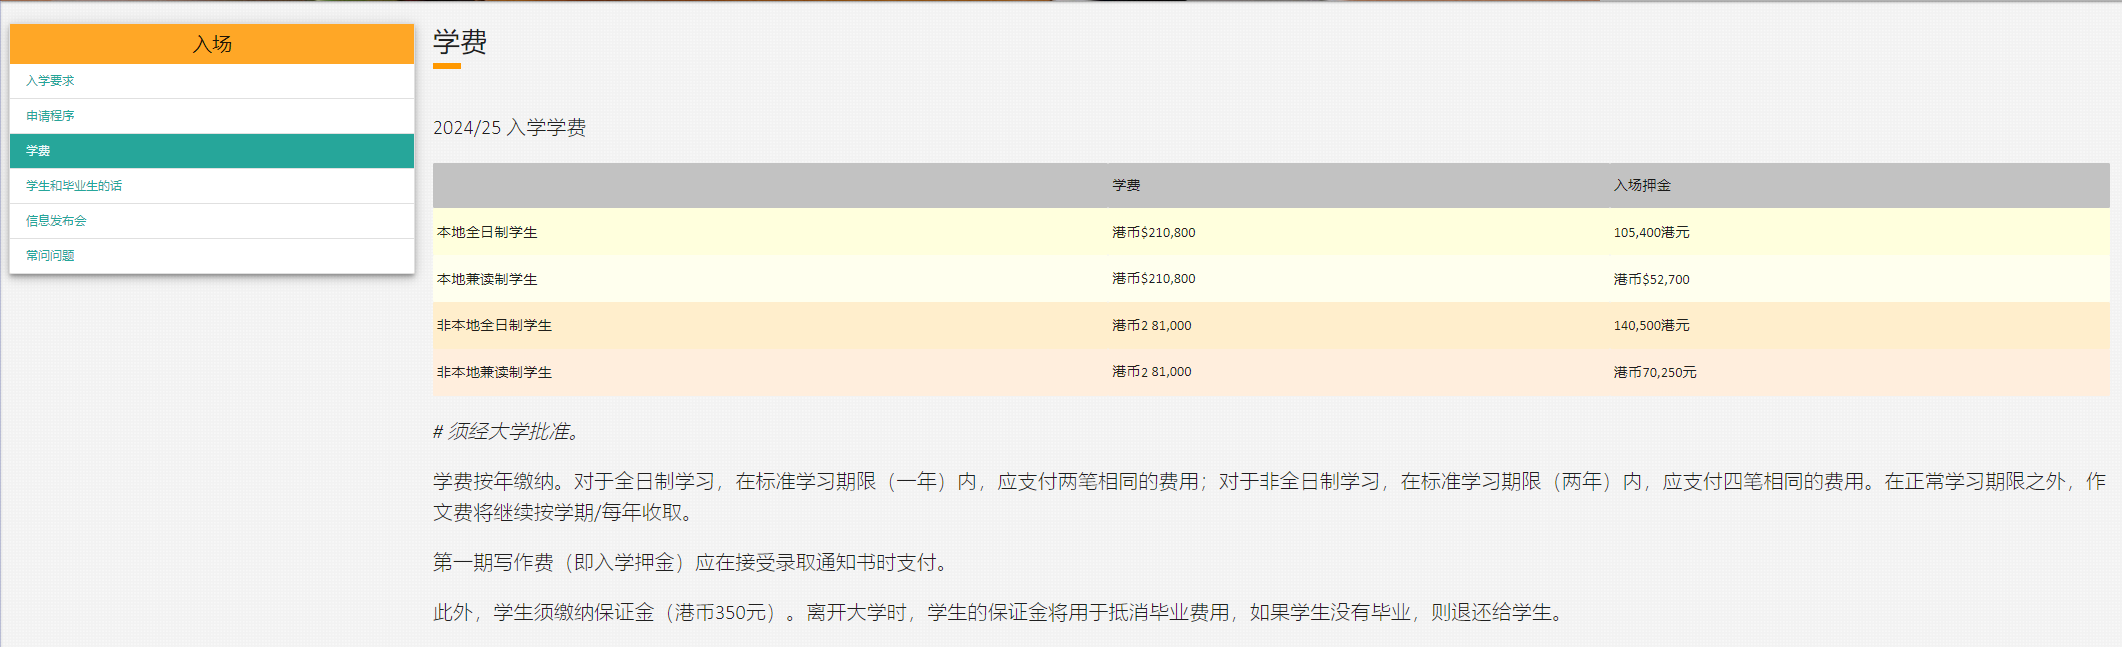 入场
入学要求
申请程序
学费
学生和毕业生的话
信息发布会
常问问题
学费
2024/25 入学学费
学费 入场押金
本地全日制学生 港币$210,800 105,400港元
本地兼读制学生 港币$210,800 港币$52,700
非本地全日制学生 港币2 81,000 140,500港元
非本地兼读制学生 港币2 81,000 港币70,250元
# 须经大学批准。
学费按年缴纳。对于全日制学习，在标准学习期限（一年）内，应支付两笔相同的费用；对于非全日制学习，在标准学习期限（两年）内，应支付四笔相同的费用。在正常学习期限之外，作
文费将继续按学期/每年收取。
第一期写作费（即入学押金）应在接受录取通知书时支付。
此外，学生须缴纳保证金（港币350元）。离开大学时，学生的保证金将用于抵消毕业费用，如果学生没有毕业，则退还给学生。